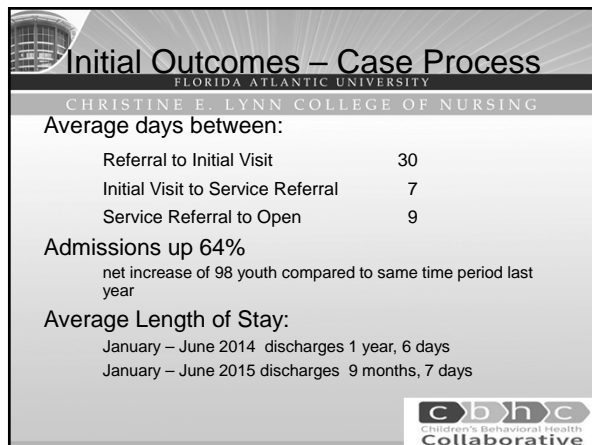 Initial Outcomes – Case Process
FLORIDA ATLANTIC UNIVERSITY
CHRISTINE E. LYNN COLLEGE OF NURSING
Average days between:
Referral to Initial Visit 30
Initial Visit to Service Referral 7
Service Referral to Open 9
Admissions up 64%
net increase of 98 youth compared to same time period last
year
Average Length of Stay:
January – June 2014 discharges 1 year, 6 days
January – June 2015 discharges 9 months, 7 days
cbhc
Children's Behavioral Health
Collaborative